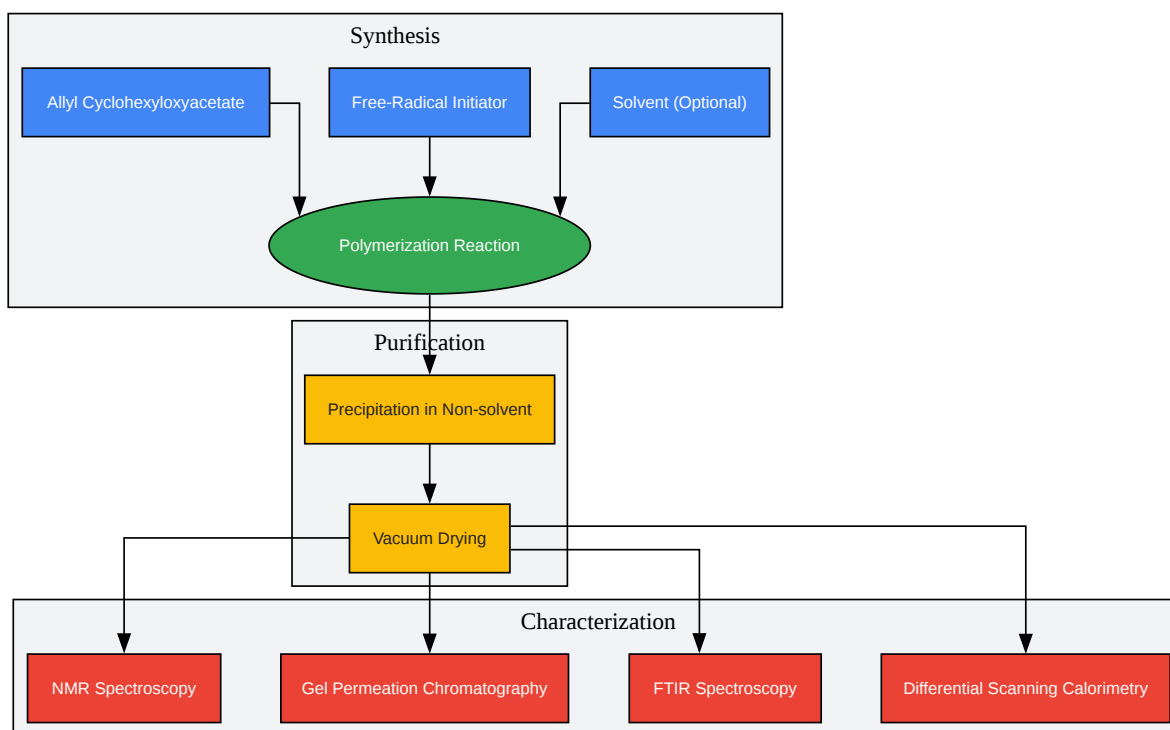 Synthesis
Allyl Cyclohexyloxyacetate
Free-Radical Initiator
Solvent (Optional)
Polymerization Reaction
Purification
Precipitation in Non-solvent
Vacuum Drying
Characterization
NMR Spectroscopy
Gel Permeation Chromatography
FTIR Spectroscopy
Differential Scanning Calorimetry